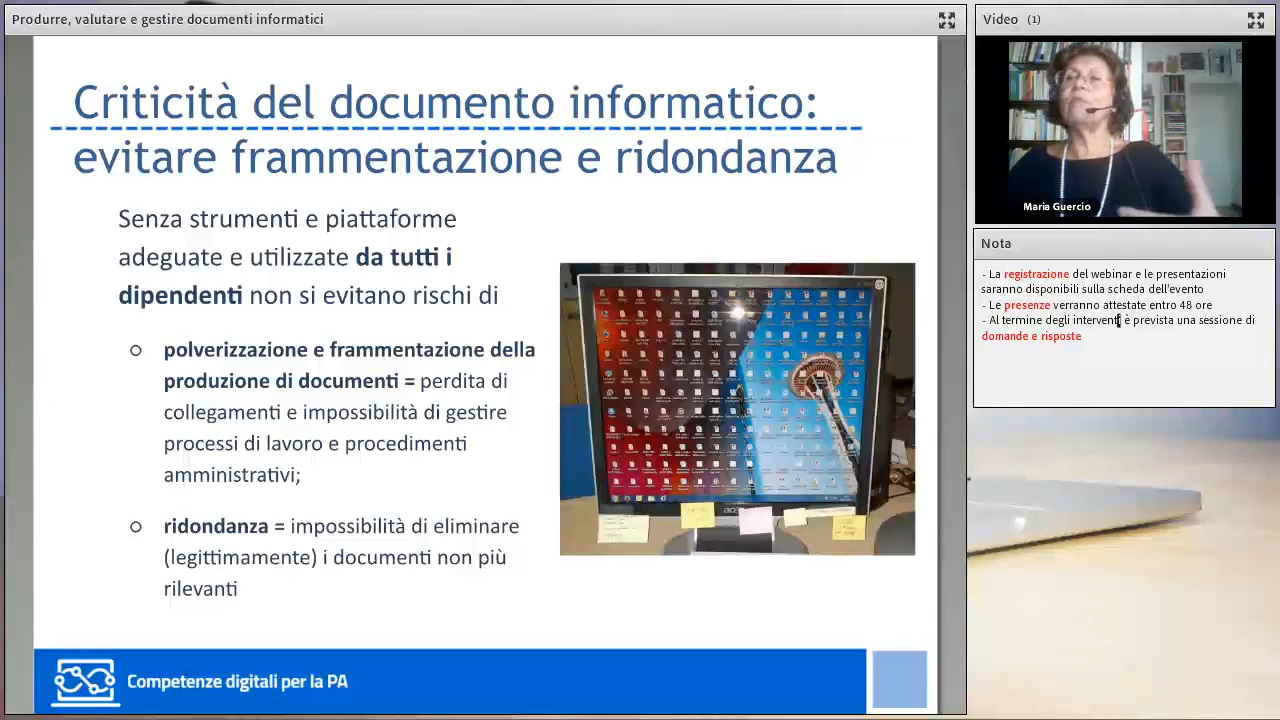 Produrre, valutare e gestire documenti informatici
Criticità del documento informatico:
evitare frammentazione e ridondanza
Senza strumenti e piattaforme
adeguate e utilizzate da tutti i
dipendenti non si evitano rischi di
polverizzazione e frammentazione della
produzione di documenti = perdita di
collegamenti e impossibilità di gestire
processi di lavoro e procedimenti
amministrativi;
ridondanza = impossibilità di eliminare
(legittimamente) i documenti non più
rilevanti
acer
Competenze digitali per la PA
Video (1)
Maria Guercio
Nota
- La registrazione del webinar e le presentazioni
saranno disponibili sulla scheda dell'evento
- Le presenze verranno attestate entro 48 ore
- Al termine degli interventi è prevista una sessione di
domande e risposte